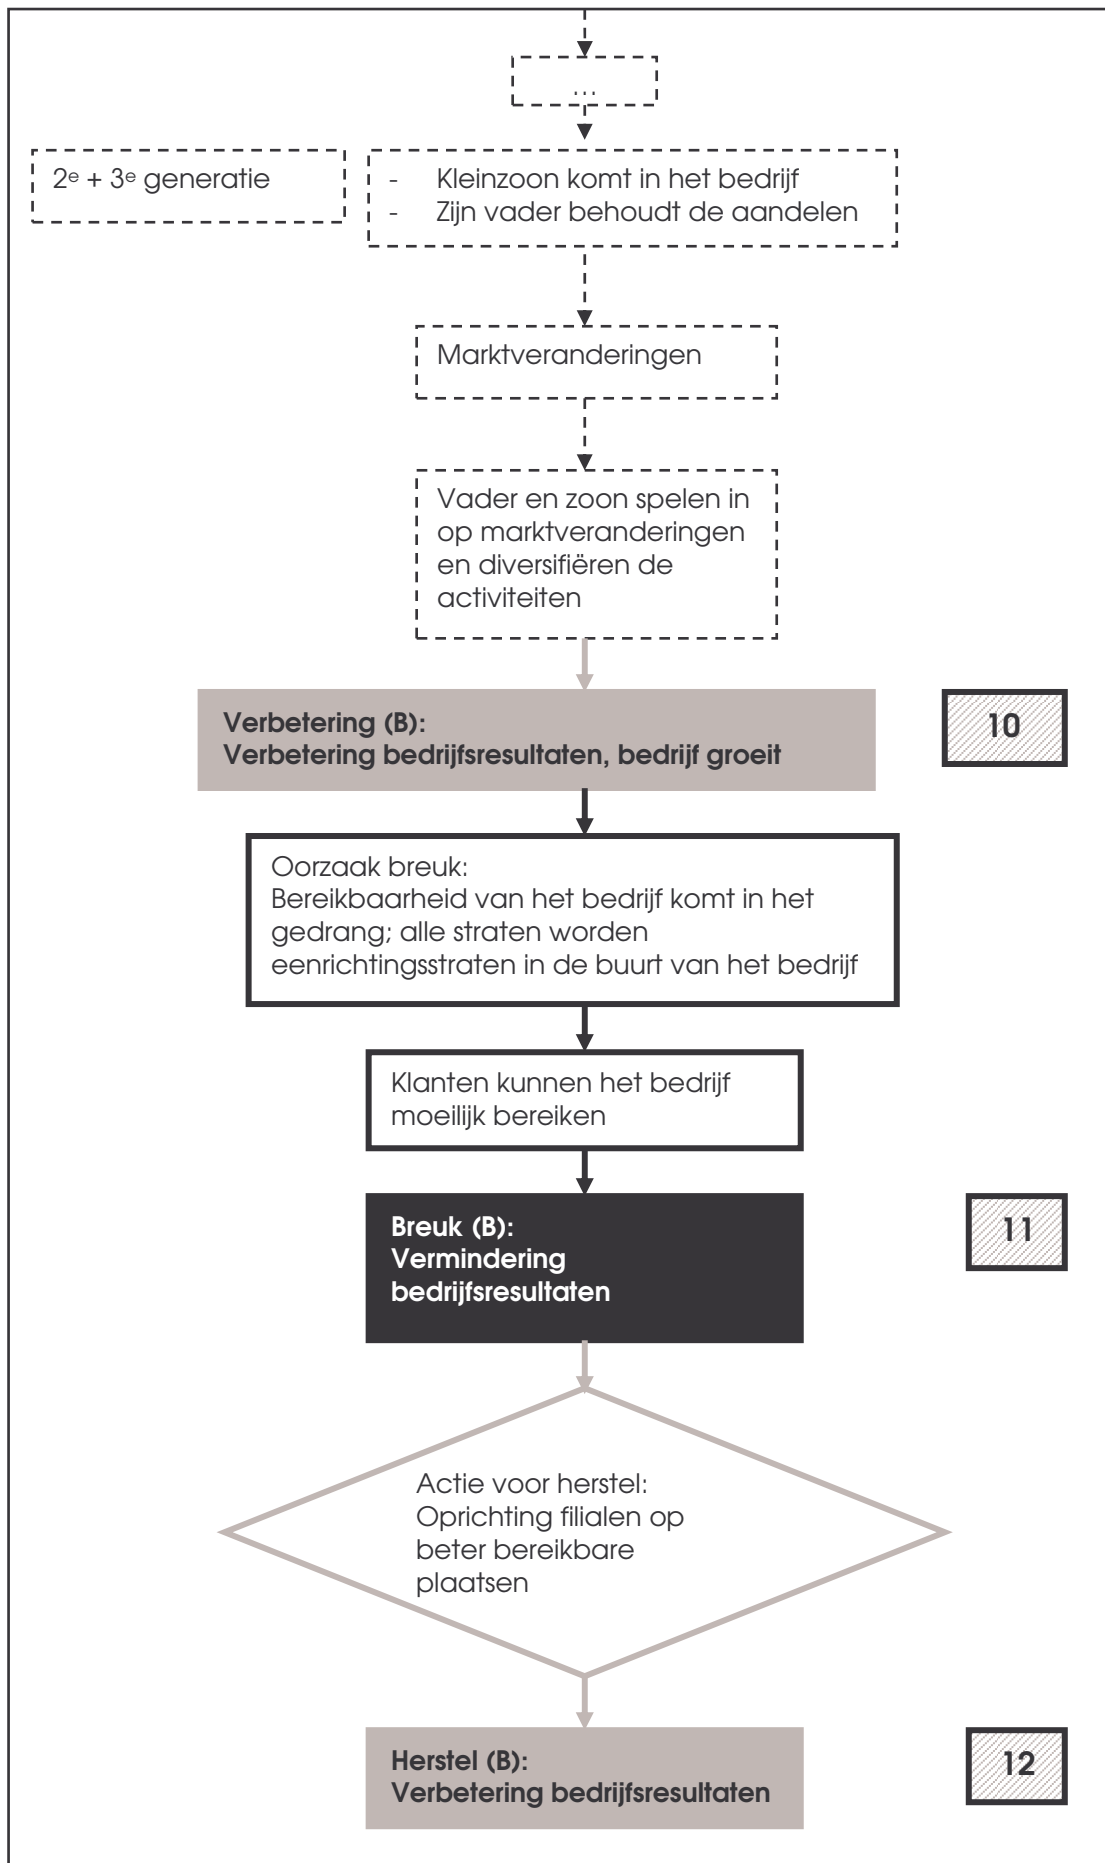 ...
2e + 3e generatie
- Kleinzoon komt in het bedrijf
- Zijn vader behoudt de aandelen
Marktveranderingen
Vader en zoon spelen in
op marktveranderingen
en diversifiëren de
activiteiten
Verbetering (B):
Verbetering bedrijfsresultaten, bedrijf groeit
10
Oorzaak breuk:
Bereikbaarheid van het bedrijf komt in het
gedrang; alle straten worden
eenrichtingsstraten in de buurt van het bedrijf
Klanten kunnen het bedrijf
moeilijk bereiken
Breuk (B):
Vermindering
bedrijfsresultaten
11
Actie voor herstel:
Oprichting filialen op
beter bereikbare
plaatsen
Herstel (B):
Verbetering bedrijfsresultaten
12